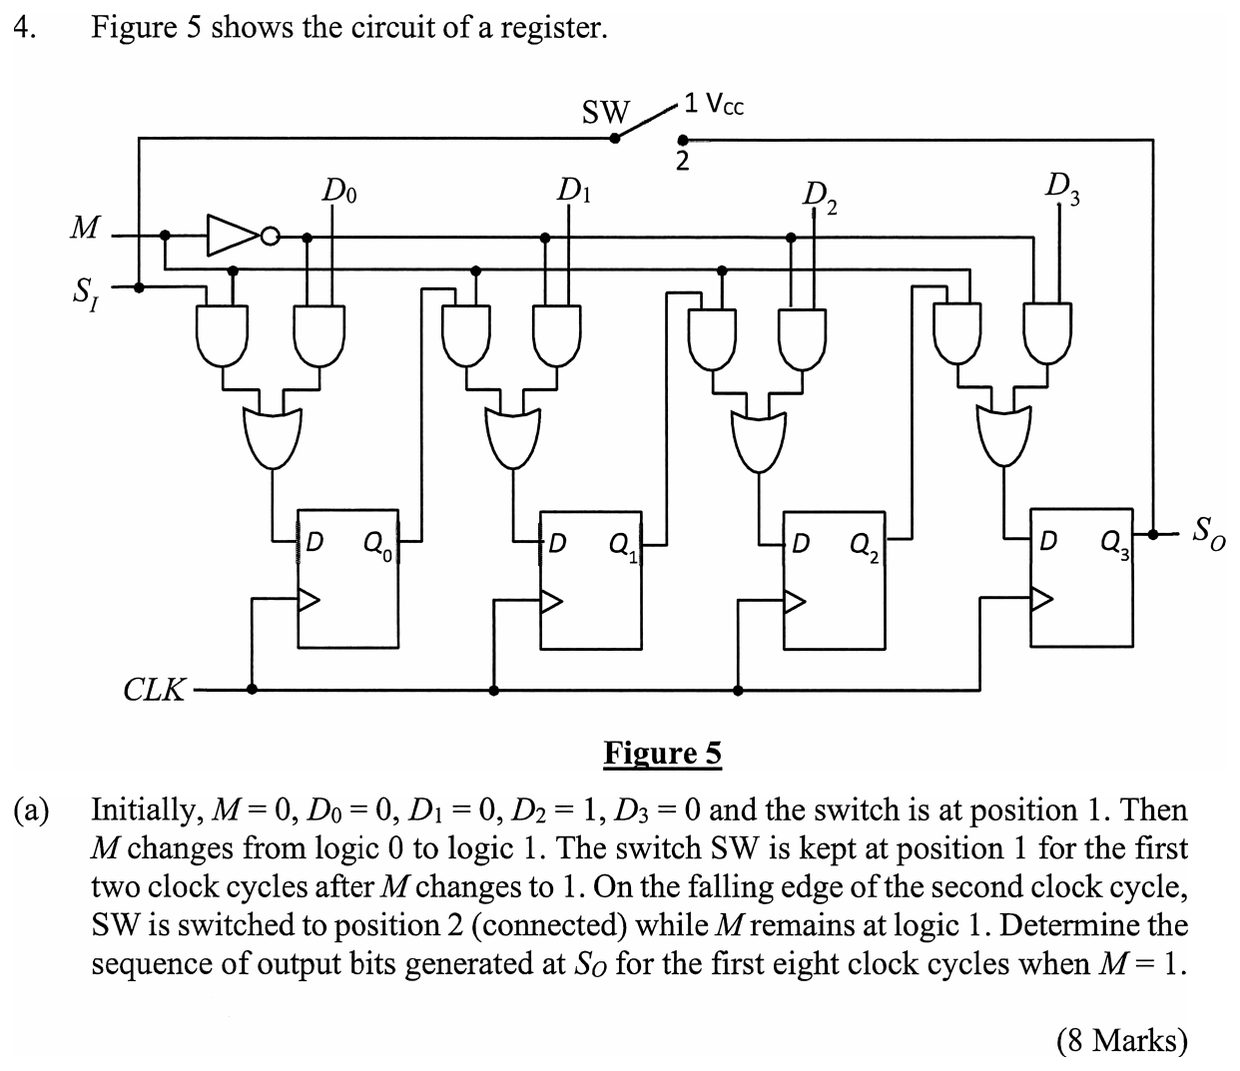 4. Figure 5 shows the circuit of a register.
SW 1 Vcc
2
D0 D1 D2 D3
M
SI
D Q0 D Q1 D Q2 D Q3 SO
CLK
Figure 5
(a) Initially, M = 0, D0 = 0, D1 = 0, D2 = 1, D3 = 0 and the switch is at position 1. Then
M changes from logic 0 to logic 1. The switch SW is kept at position 1 for the first
two clock cycles after M changes to 1. On the falling edge of the second clock cycle,
SW is switched to position 2 (connected) while M remains at logic 1. Determine the
sequence of output bits generated at SO for the first eight clock cycles when M = 1.
(8 Marks)